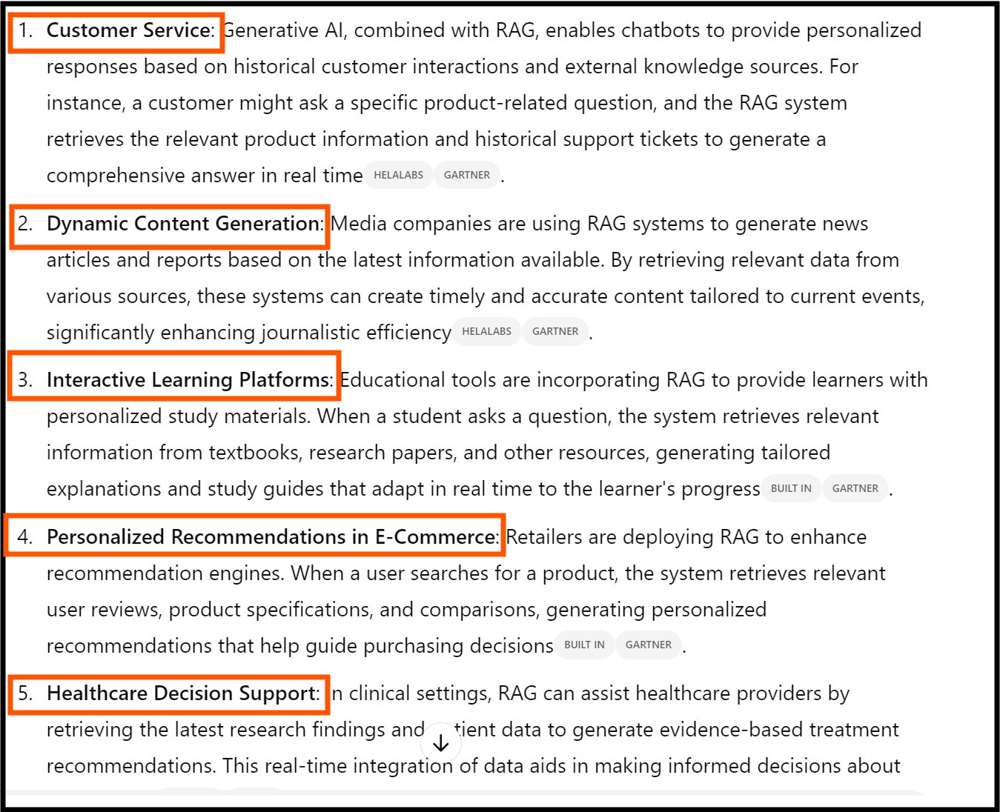 1. Customer Service: Generative AI, combined with RAG, enables chatbots to provide personalized
responses based on historical customer interactions and external knowledge sources. For
instance, a customer might ask a specific product-related question, and the RAG system
retrieves the relevant product information and historical support tickets to generate a
comprehensive answer in real time HELALABS GARTNER .
2. Dynamic Content Generation: Media companies are using RAG systems to generate news
articles and reports based on the latest information available. By retrieving relevant data from
various sources, these systems can create timely and accurate content tailored to current events,
significantly enhancing journalistic efficiency HELALABS GARTNER .
3. Interactive Learning Platforms: Educational tools are incorporating RAG to provide learners with
personalized study materials. When a student asks a question, the system retrieves relevant
information from textbooks, research papers, and other resources, generating tailored
explanations and study guides that adapt in real time to the learner's progress BUILT IN GARTNER .
4. Personalized Recommendations in E-Commerce: Retailers are deploying RAG to enhance
recommendation engines. When a user searches for a product, the system retrieves relevant
user reviews, product specifications, and comparisons, generating personalized
recommendations that help guide purchasing decisions BUILT IN GARTNER .
5. Healthcare Decision Support: In clinical settings, RAG can assist healthcare providers by
retrieving the latest research findings and tient data to generate evidence-based treatment
recommendations. This real-time integration of data aids in making informed decisions about